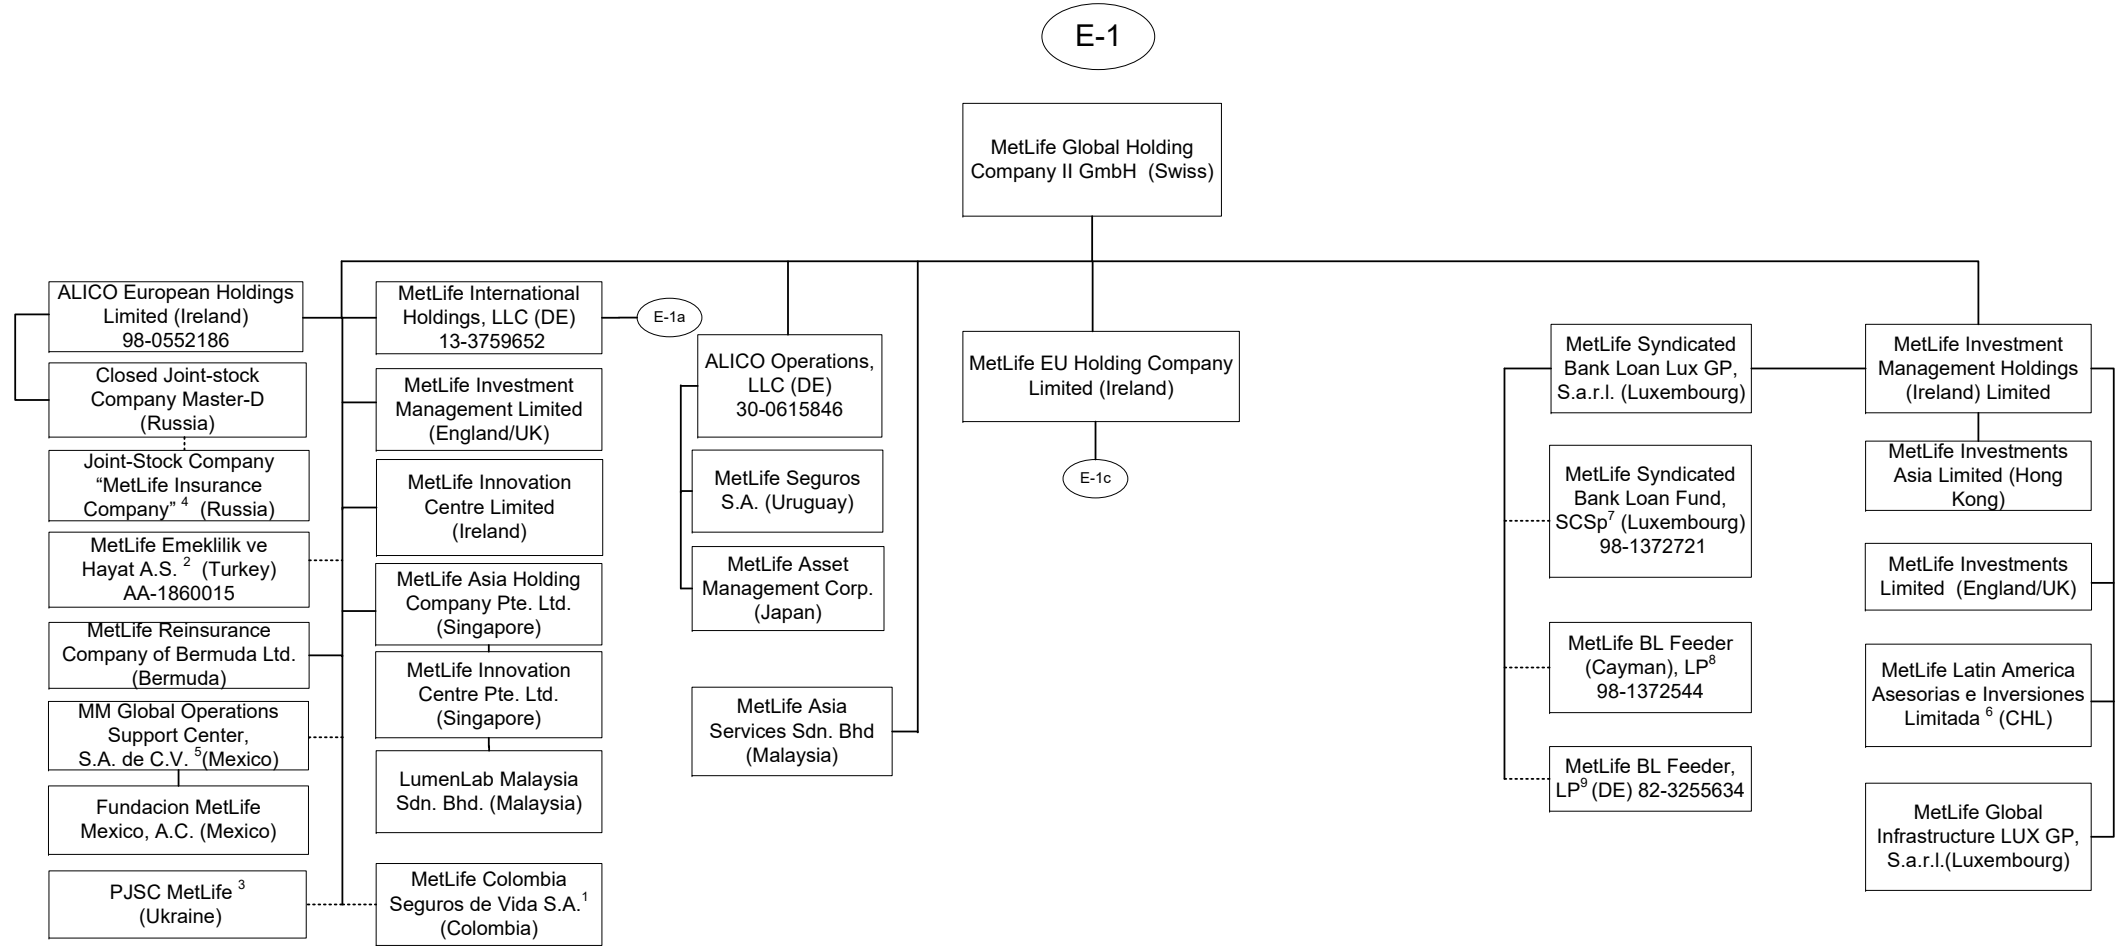 E-1
MetLife Global Holding
Company II GmbH (Swiss)
ALICO European Holdings
Limited (Ireland)
98-0552186
Closed Joint-stock
Company Master-D
(Russia)
Joint-Stock Company
“MetLife Insurance
Company” 4 (Russia)
MetLife Emeklilik ve
Hayat A.S. 2 (Turkey)
AA-1860015
MetLife Reinsurance
Company of Bermuda Ltd.
(Bermuda)
MM Global Operations
Support Center,
S.A. de C.V. 5(Mexico)
Fundacion MetLife
Mexico, A.C. (Mexico)
PJSC MetLife 3
(Ukraine)
MetLife International
Holdings, LLC (DE)
13-3759652
E-1a
MetLife Investment
Management Limited
(England/UK)
MetLife Innovation
Centre Limited
(Ireland)
MetLife Asia Holding
Company Pte. Ltd.
(Singapore)
MetLife Innovation
Centre Pte. Ltd.
(Singapore)
LumenLab Malaysia
Sdn. Bhd. (Malaysia)
MetLife Colombia
Seguros de Vida S.A.1
(Colombia)
ALICO Operations,
LLC (DE)
30-0615846
MetLife Seguros
S.A. (Uruguay)
MetLife Asset
Management Corp.
(Japan)
MetLife Asia
Services Sdn. Bhd
(Malaysia)
MetLife EU Holding Company
Limited (Ireland)
E-1c
MetLife Syndicated
Bank Loan Lux GP,
S.a.r.l. (Luxembourg)
MetLife Syndicated
Bank Loan Fund,
SCSp7 (Luxembourg)
98-1372721
MetLife BL Feeder
(Cayman), LP8
98-1372544
MetLife BL Feeder,
LP9 (DE) 82-3255634
MetLife Investment
Management Holdings
(Ireland) Limited
MetLife Investments
Asia Limited (Hong
Kong)
MetLife Investments
Limited (England/UK)
MetLife Latin America
Asesorias e Inversiones
Limitada 6 (CHL)
MetLife Global
Infrastructure LUX GP,
S.a.r.l.(Luxembourg)